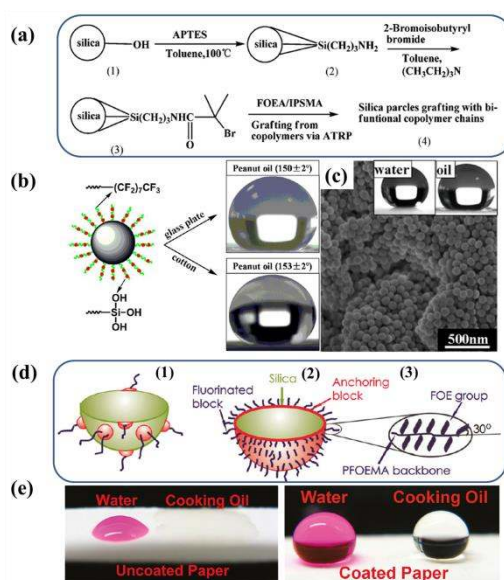 (a)
silica
OH
APTES
Toluene,100℃
silica
Si(CH2)3NH2
2-Bromoisobutyryl
bromide
Toluene,
(CH3CH2)3N
(1)
(2)
silica
Si(CH2)3NHC
O
Br
FOEA/IPSMA
Grafting from
copolymers via ATRP
Silica parcles grafting with bi-
funtional copolymer chains
(3)
(4)
(b)
(CF2)7CF3
OH
Si-OH
OH
glass plate
cotton
Peanut oil (150±2°)
Peanut oil (153±2°)
(c)
water
oil
500nm
(d)
(1)
Fluorinated
block
Silica
(2)
Anchoring
block
(3)
FOE group
30°
PFOEMA backbone
(e)
Water
Cooking Oil
Uncoated Paper
Water
Cooking Oil
Coated Paper